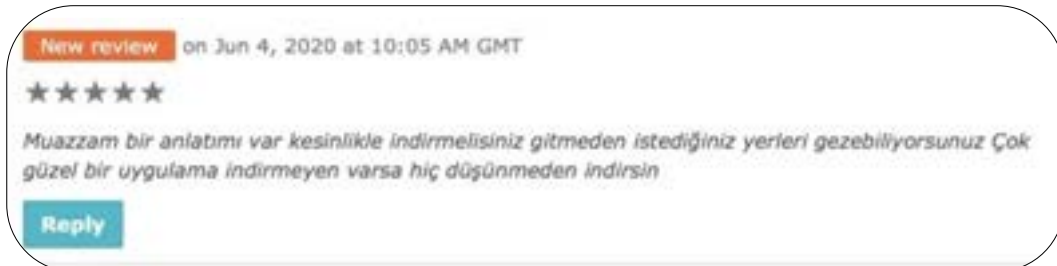 New review on Jun 4, 2020 at 10:05 AM GMT
★★★★★
Muazzam bir anlatımı var kesinlikle indirmelisiniz gitmeden istediğiniz yerleri gezebiliyorsunuz Çok
güzel bir uygulama indirmeyen varsa hiç düşünmeden indirsin
Reply